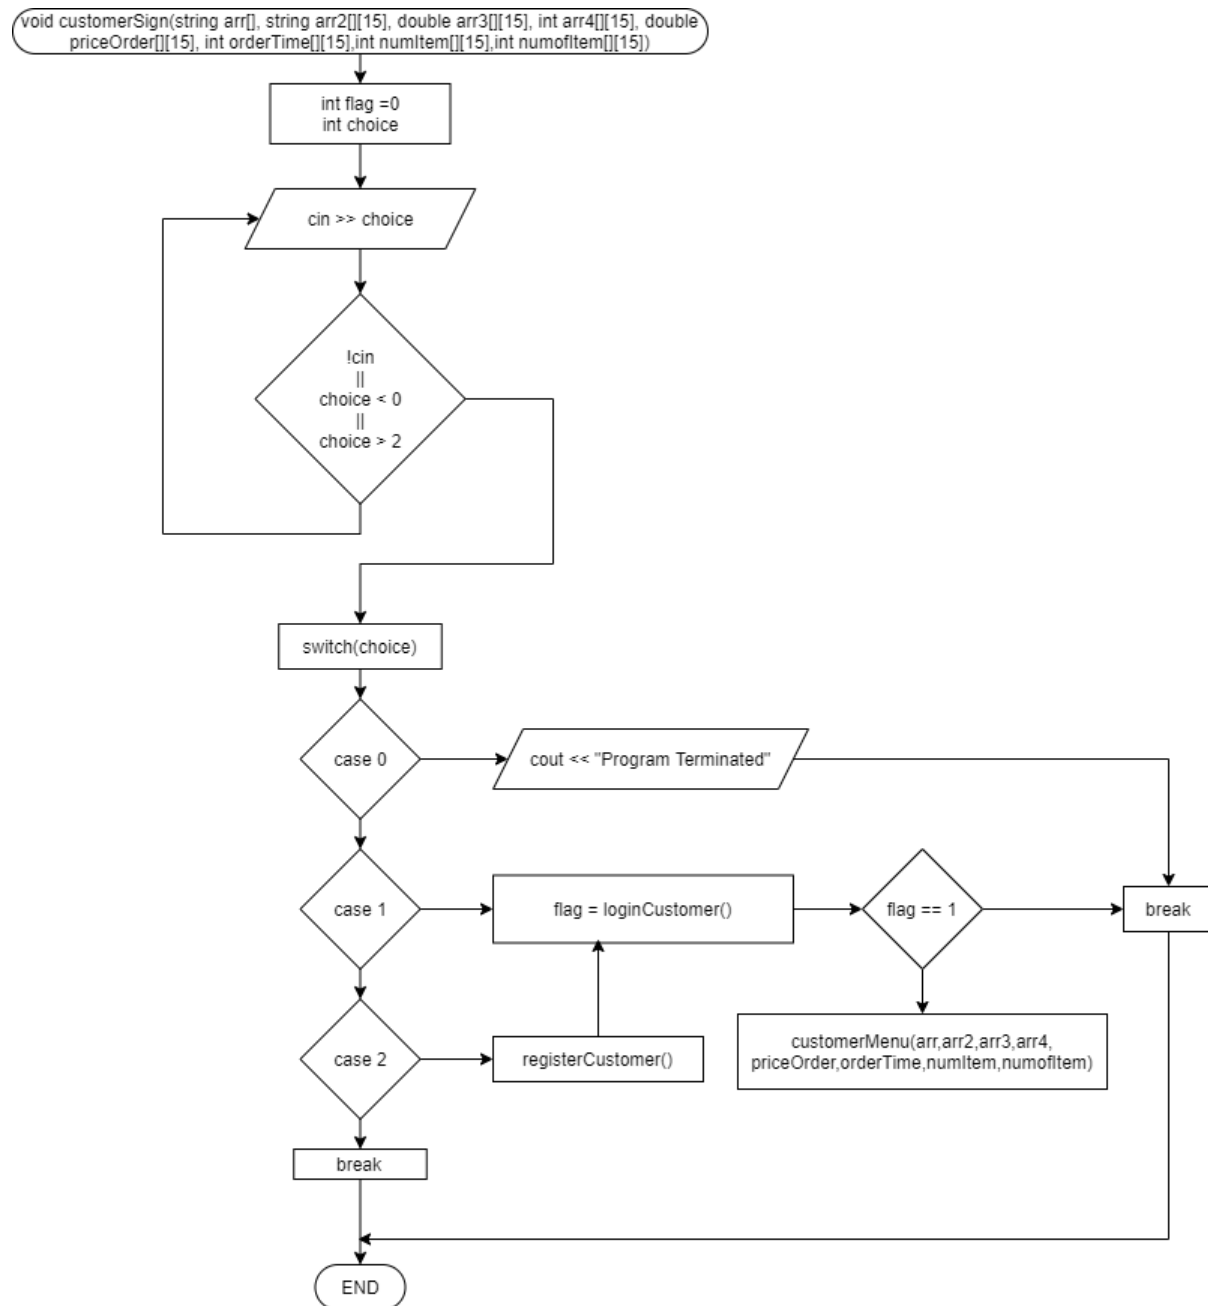 void customerSign(string arr[], string arr2[][15], double arr3[][15], int arr4[][15], double
priceOrder[][15], int orderTime[][15],int numItem[][15],int numofItem[][15])
int flag =0
int choice
cin >> choice
!cin
||
choice < 0
||
choice > 2
switch(choice)
case 0
cout << "Program Terminated"
case 1
flag = loginCustomer()
flag == 1
break
case 2
registerCustomer()
customerMenu(arr,arr2,arr3,arr4,
priceOrder,orderTime,numItem,numofItem)
break
END